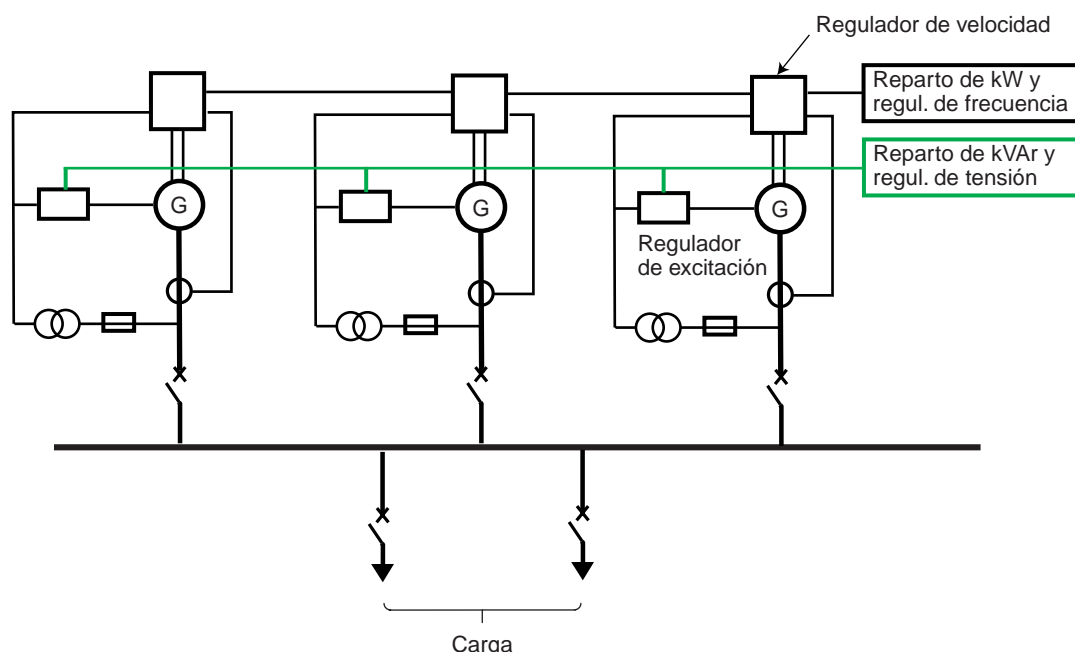 Regulador de velocidad
Reparto de kW y
regul. de frecuencia
Reparto de kVAr y
regul. de tensión
G
G
G
Regulador
de excitación
Carga